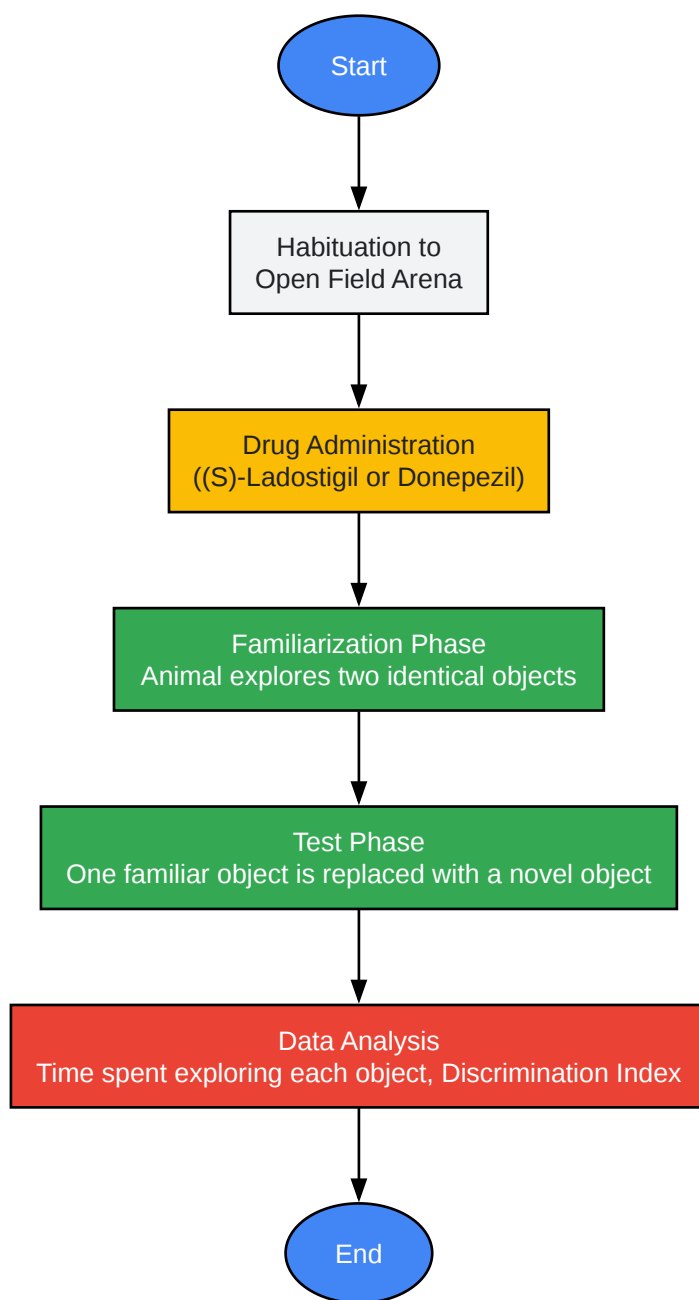 Start
Habituation to
Open Field Arena
Drug Administration
((S)-Ladostigil or Donepezil)
Familiarization Phase
Animal explores two identical objects
Test Phase
One familiar object is replaced with a novel object
Data Analysis
Time spent exploring each object, Discrimination Index
End